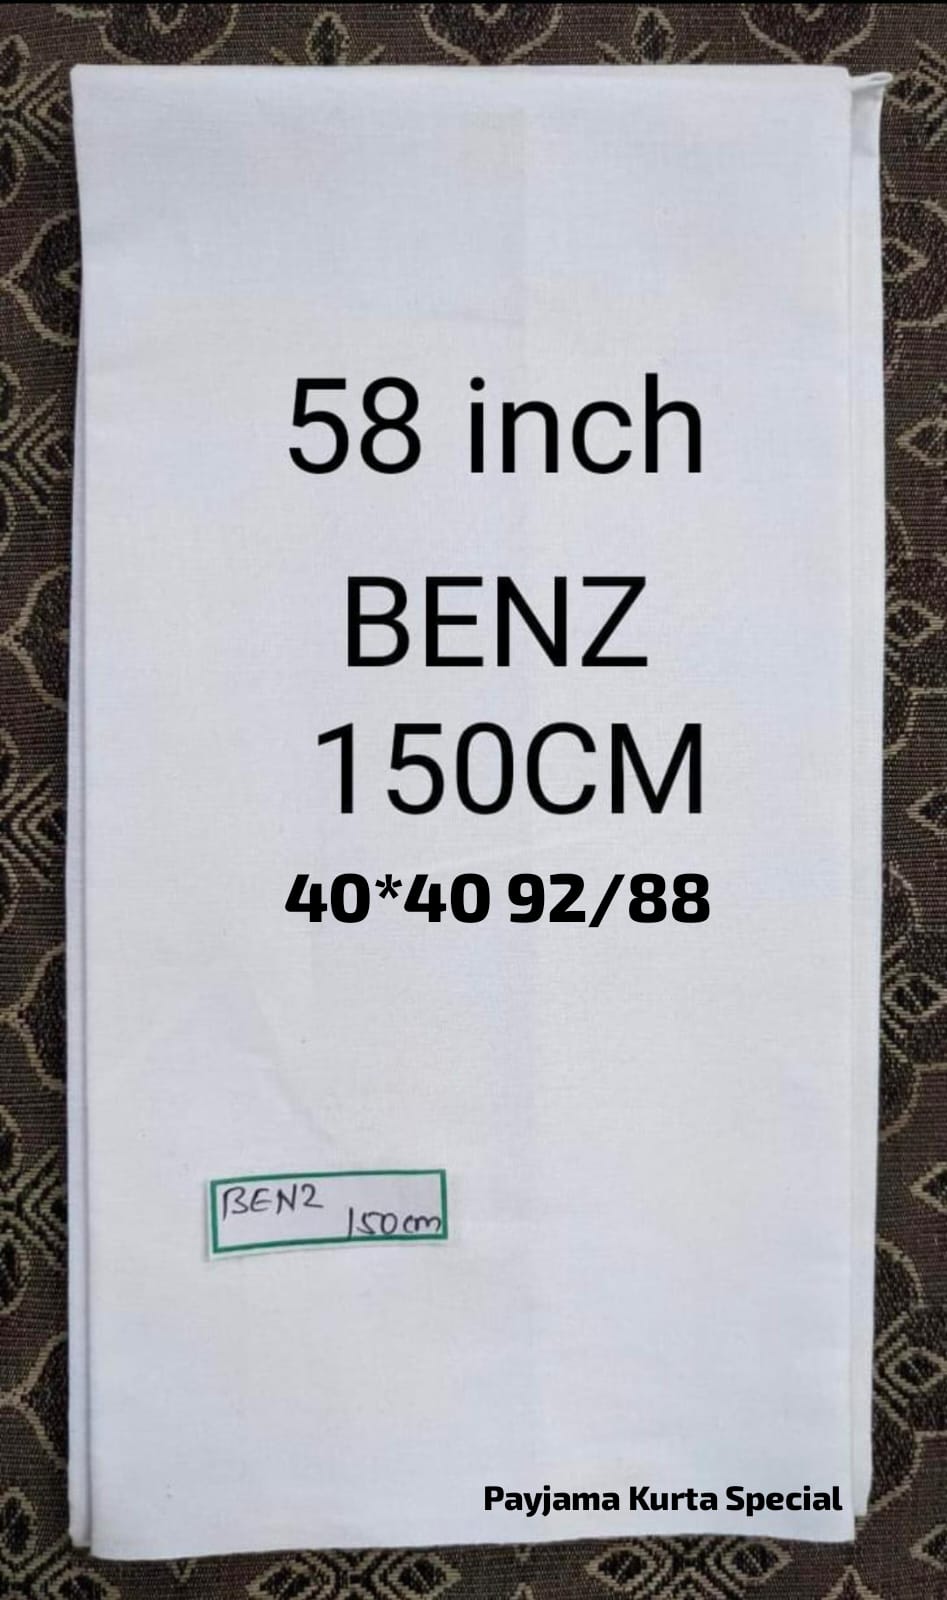 58 inch
BENZ
150CM
40*40 92/88
BENZ
150cm
Payjama Kurta Special